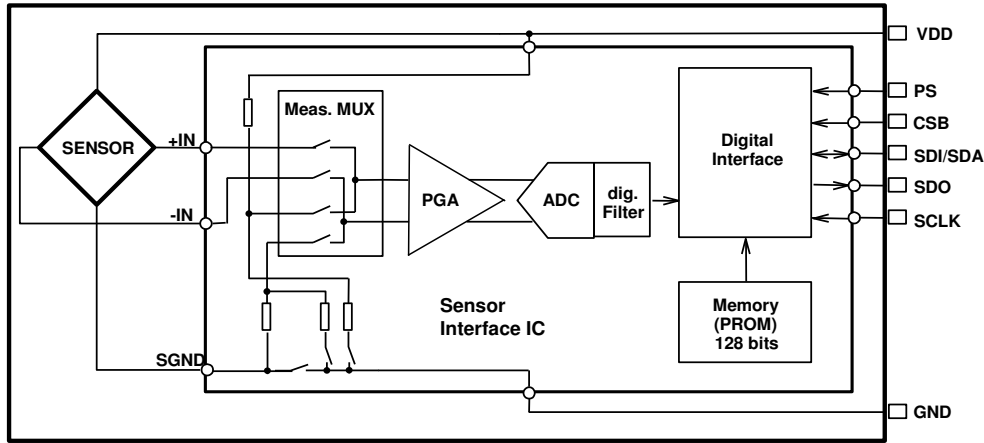 VDD
PS
CSB
SDI/SDA
SDO
SCLK
GND
SENSOR
+IN
-IN
SGND
Meas. MUX
PGA
ADC
dig.
Filter
Digital
Interface
Memory
(PROM)
128 bits
Sensor
Interface IC